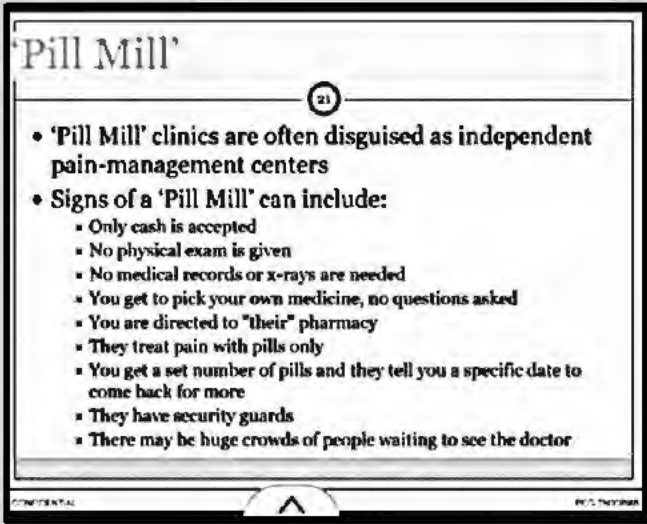 'Pill Mill'
21
• 'Pill Mill' clinics are often disguised as independent
pain-management centers
• Signs of a 'Pill Mill' can include:
▪ Only cash is accepted
▪ No physical exam is given
▪ No medical records or x-rays are needed
▪ You get to pick your own medicine, no questions asked
▪ You are directed to "their" pharmacy
▪ They treat pain with pills only
▪ You get a set number of pills and they tell you a specific date to
come back for more
▪ They have security guards
▪ There may be huge crowds of people waiting to see the doctor
CONFIDENTIAL